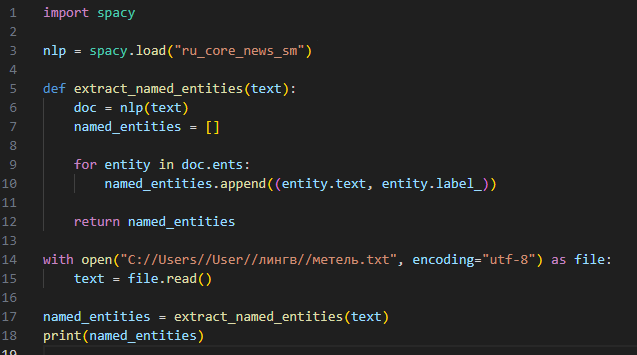 1 import spacy
2
3 nlp = spacy.load("ru_core_news_sm")
4
5 def extract_named_entities(text):
6     doc = nlp(text)
7     named_entities = []
8
9     for entity in doc.ents:
10         named_entities.append((entity.text, entity.label_))
11
12     return named_entities
13
14 with open("C://Users//User//лингв//метель.txt", encoding="utf-8") as file:
15     text = file.read()
16
17 named_entities = extract_named_entities(text)
18 print(named_entities)
19